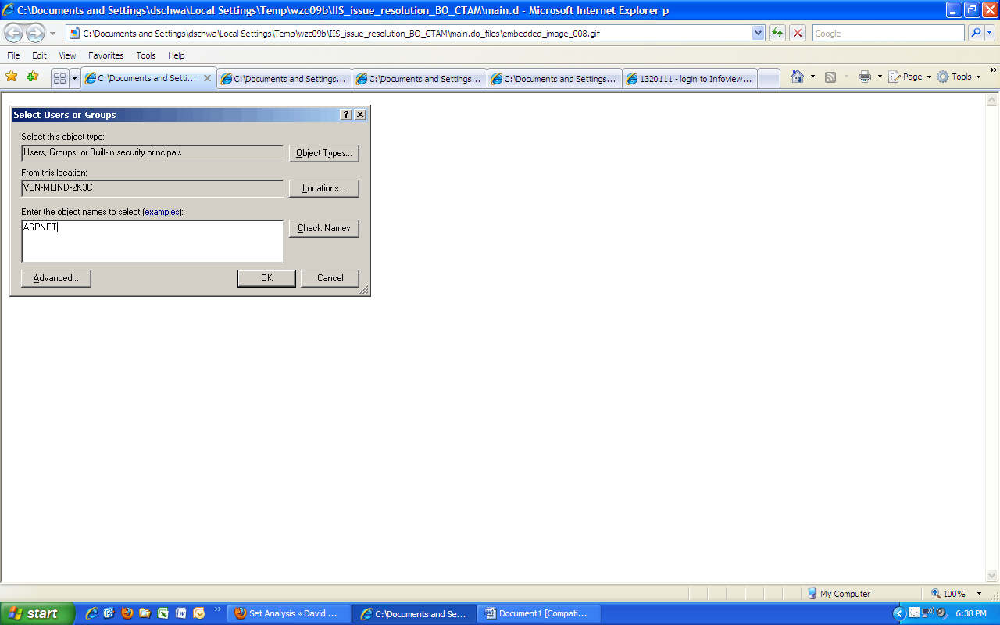 C:\Documents and Settings\dschwa\Local Settings\Temp\wzc09b\IIS_issue_resolution_BO_CTAM\main.d - Microsoft Internet Explorer p
C:\Documents and Settings\dschwa\Local Settings\Temp\wzc09b\IIS_issue_resolution_BO_CTAM\main.do_files\embedded_image_008.gif
Google
File Edit View Favorites Tools Help
C:\Documents and Setti... C:\Documents and Settings... C:\Documents and Settings... C:\Documents and Settings... 1320111 - login to Infoview... Page Tools
Select Users or Groups
Select this object type:
Users, Groups, or Built-in security principals
Object Types...
From this location:
VEN-MLIND-2K3C
Locations...
Enter the object names to select (examples):
ASPNET
Check Names
Advanced... OK Cancel
My Computer 100%
start Set Analysis « David ... C:\Documents and Se... Document1 [Compati... 6:38 PM